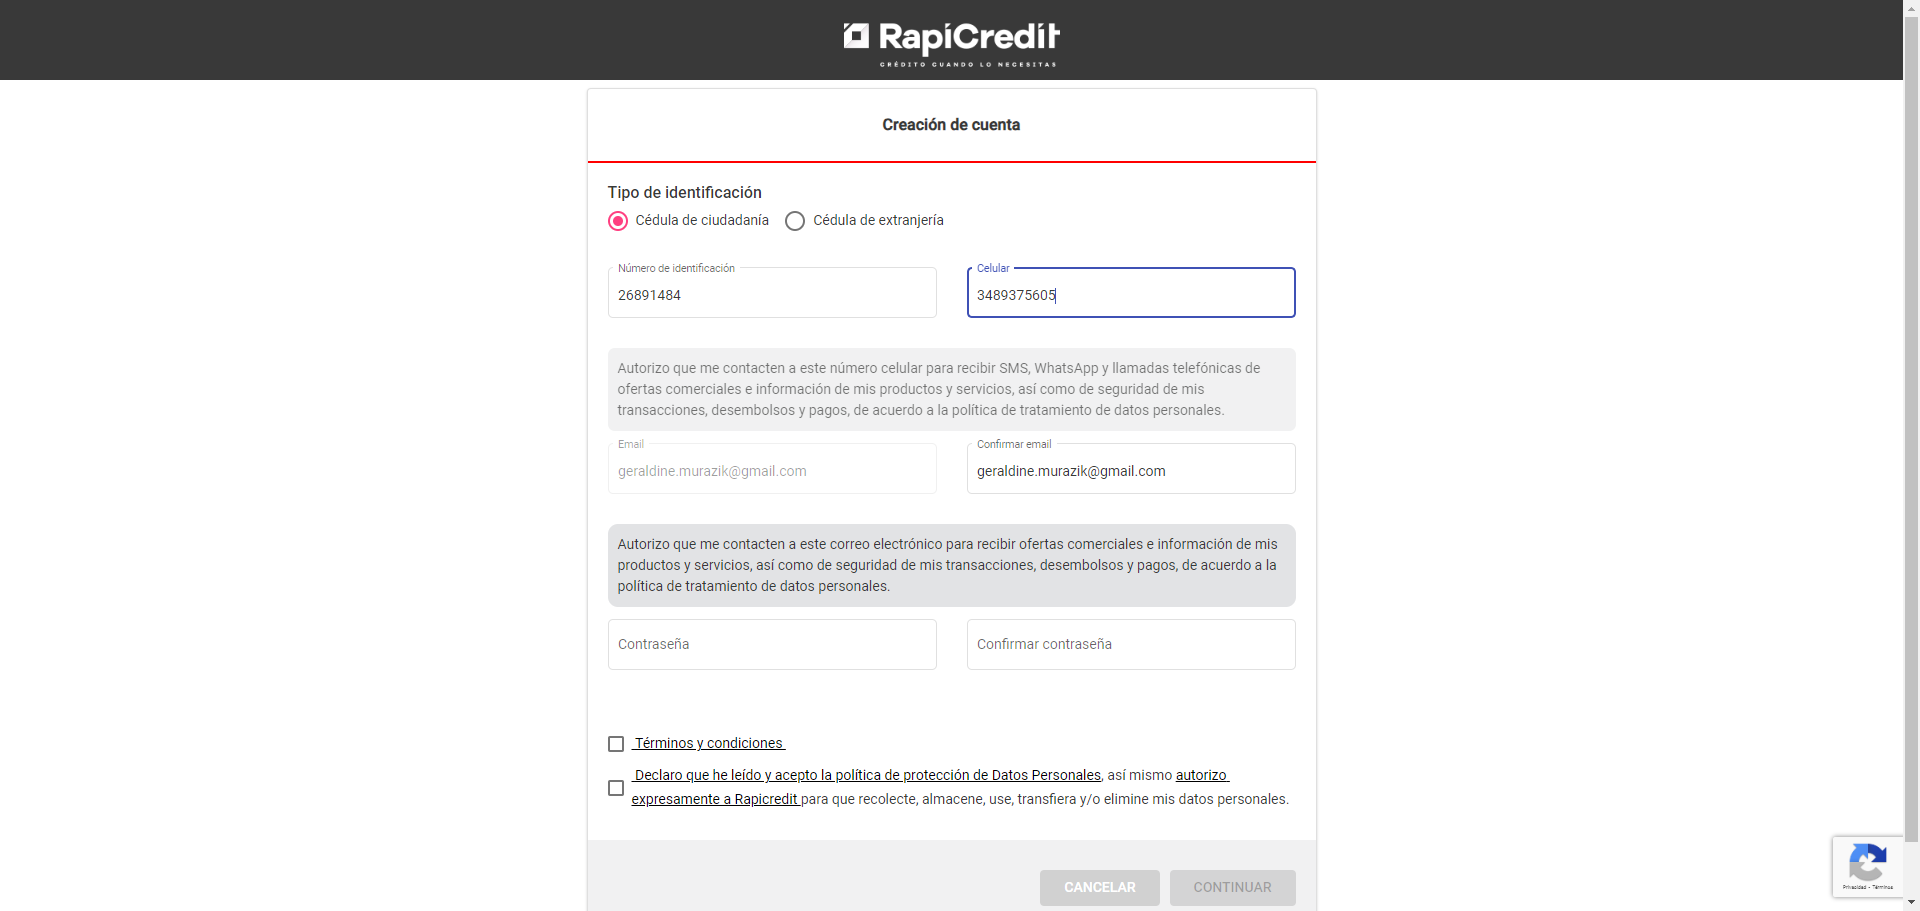 RapiCredit
CRÉDITO CUANDO LO NECESITAS
Creación de cuenta
Tipo de identificación
Cédula de ciudadanía
Cédula de extranjería
Número de identificación
26891484
Celular
3489375605
Autorizo que me contacten a este número celular para recibir SMS, WhatsApp y llamadas telefónicas de
ofertas comerciales e información de mis productos y servicios, así como de seguridad de mis
transacciones, desembolsos y pagos, de acuerdo a la política de tratamiento de datos personales.
Email
geraldine.murazik@gmail.com
Confirmar email
geraldine.murazik@gmail.com
Autorizo que me contacten a este correo electrónico para recibir ofertas comerciales e información de mis
productos y servicios, así como de seguridad de mis transacciones, desembolsos y pagos, de acuerdo a la
política de tratamiento de datos personales.
Contraseña
Confirmar contraseña
Términos y condiciones
Declaro que he leído y acepto la política de protección de Datos Personales, así mismo autorizo
expresamente a Rapicredit para que recolecte, almacene, use, transfiera y/o elimine mis datos personales.
CANCELAR
CONTINUAR
Privacidad - Términos